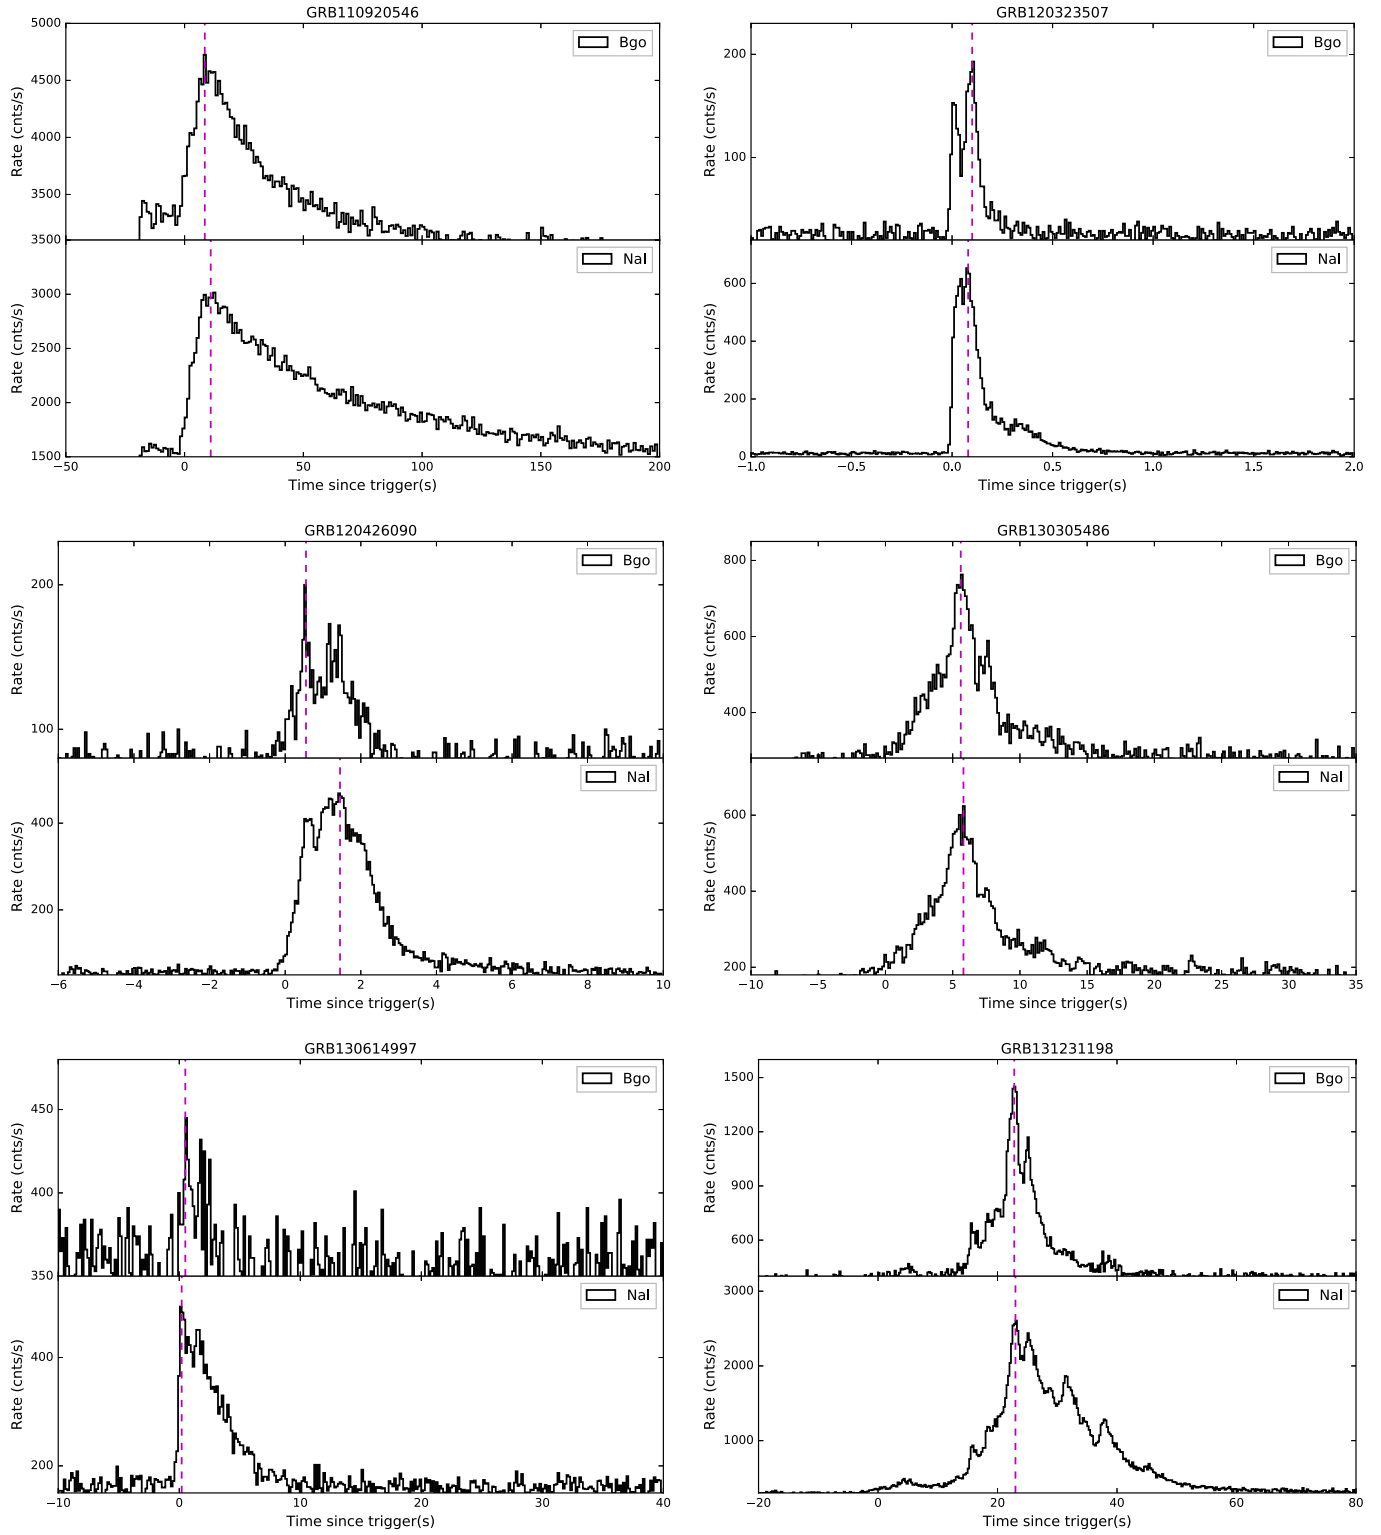 GRB110920546
5000
4500
4000
3500
3500
Rate (cnts/s)
Bgo
3000
2500
2000
1500
Rate (cnts/s)
NaI
−50 0 50 100 150 200
Time since trigger(s)
GRB120323507
200
100
Rate (cnts/s)
Bgo
600
400
200
0
Rate (cnts/s)
NaI
−1.0 −0.5 0.0 0.5 1.0 1.5 2.0
Time since trigger(s)
GRB120426090
200
100
Rate (cnts/s)
Bgo
400
200
Rate (cnts/s)
NaI
−6 −4 −2 0 2 4 6 8 10
Time since trigger(s)
GRB130305486
800
600
400
Rate (cnts/s)
Bgo
600
400
200
Rate (cnts/s)
NaI
−10 −5 0 5 10 15 20 25 30 35
Time since trigger(s)
GRB130614997
450
400
350
Rate (cnts/s)
Bgo
400
200
Rate (cnts/s)
NaI
−10 0 10 20 30 40
Time since trigger(s)
GRB131231198
1500
1200
900
600
Rate (cnts/s)
Bgo
3000
2000
1000
Rate (cnts/s)
NaI
−20 0 20 40 60 80
Time since trigger(s)